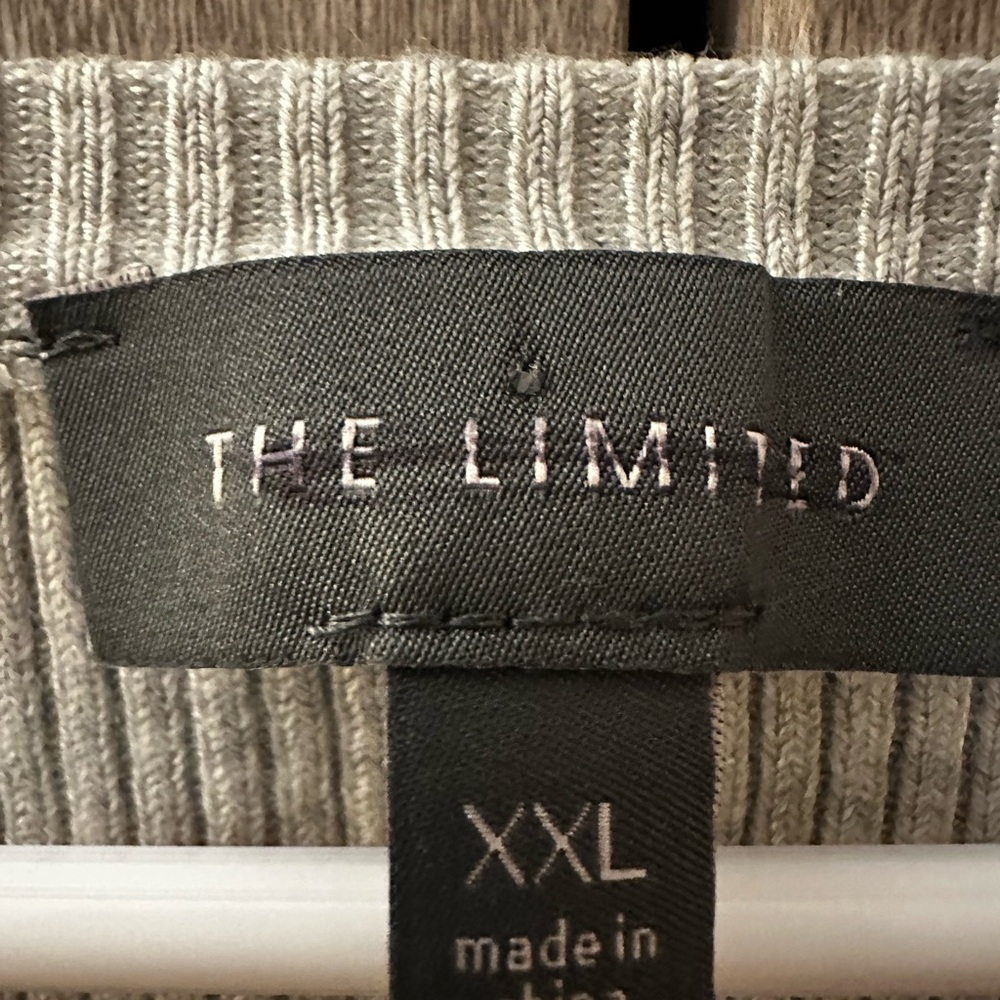 THE LIMITED
XXL
made in